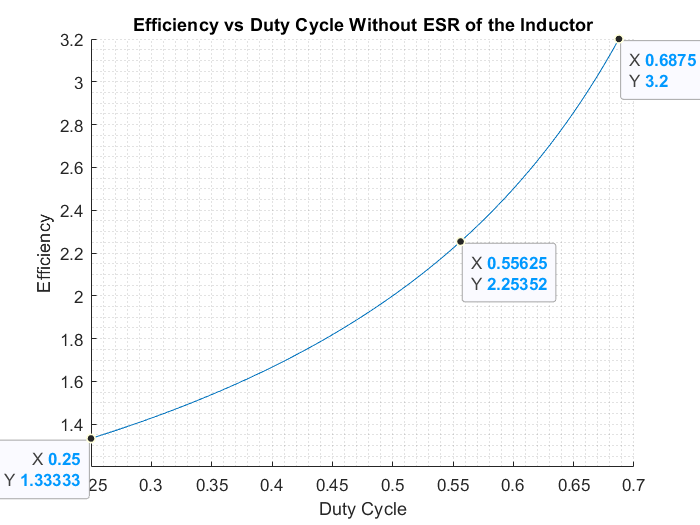 Efficiency vs Duty Cycle Without ESR of the Inductor
3.2
3
2.8
2.6
2.4
2.2
2
1.8
1.6
1.4
Efficiency
X 0.6875
Y 3.2
X 0.55625
Y 2.25352
X 0.25
Y 1.33333
25 0.3 0.35 0.4 0.45 0.5 0.55 0.6 0.65 0.7
Duty Cycle